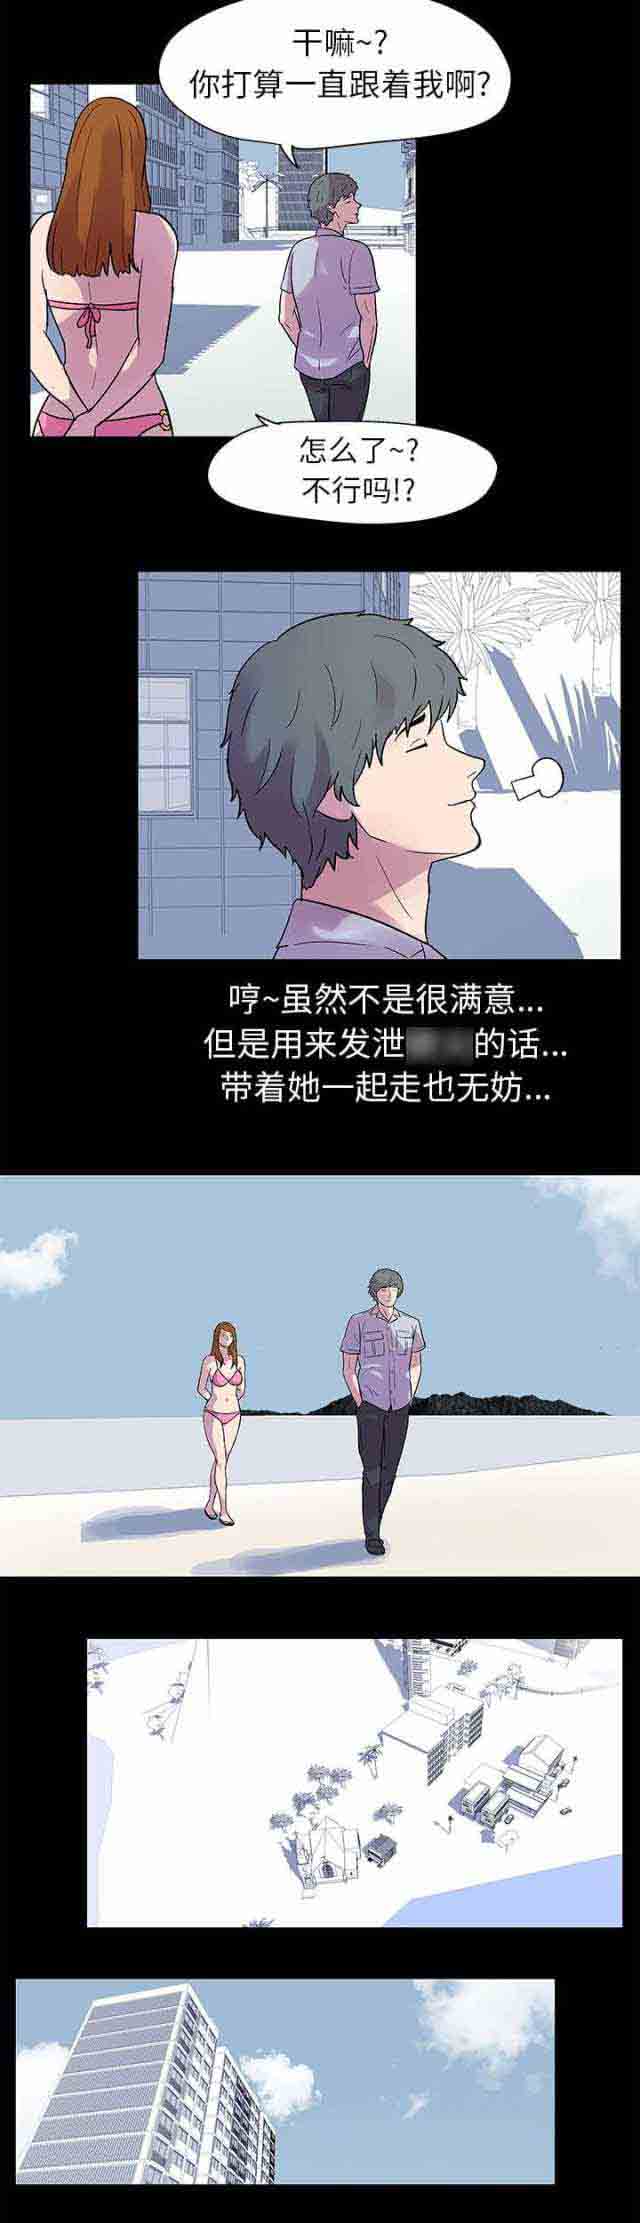 干嘛~?
你打算一直跟着我啊?
怎么了~?
不行吗!?
哼~虽然不是很满意...
但是用来发泄 的话...
带着她一起走也无妨...